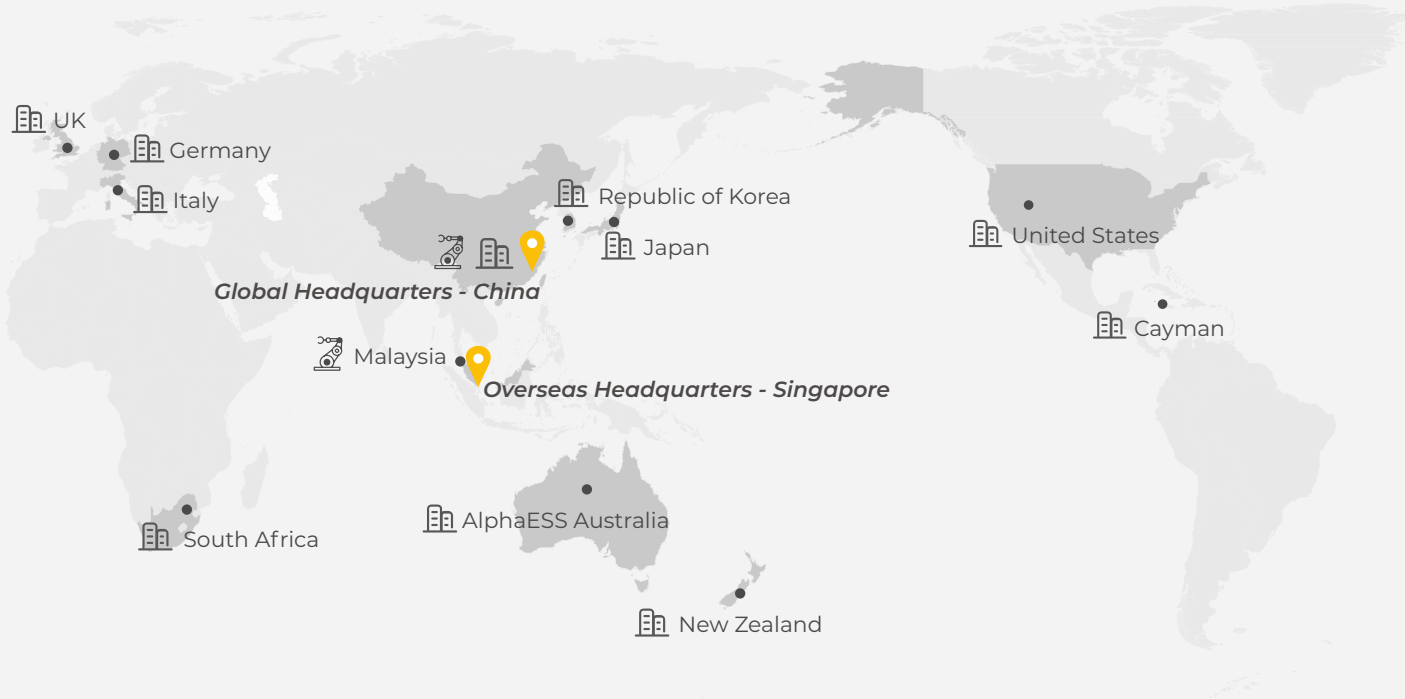 UK
Germany
Italy
Republic of Korea
Japan
United States
Global Headquarters - China
Cayman
Malaysia
Overseas Headquarters - Singapore
AlphaESS Australia
South Africa
New Zealand